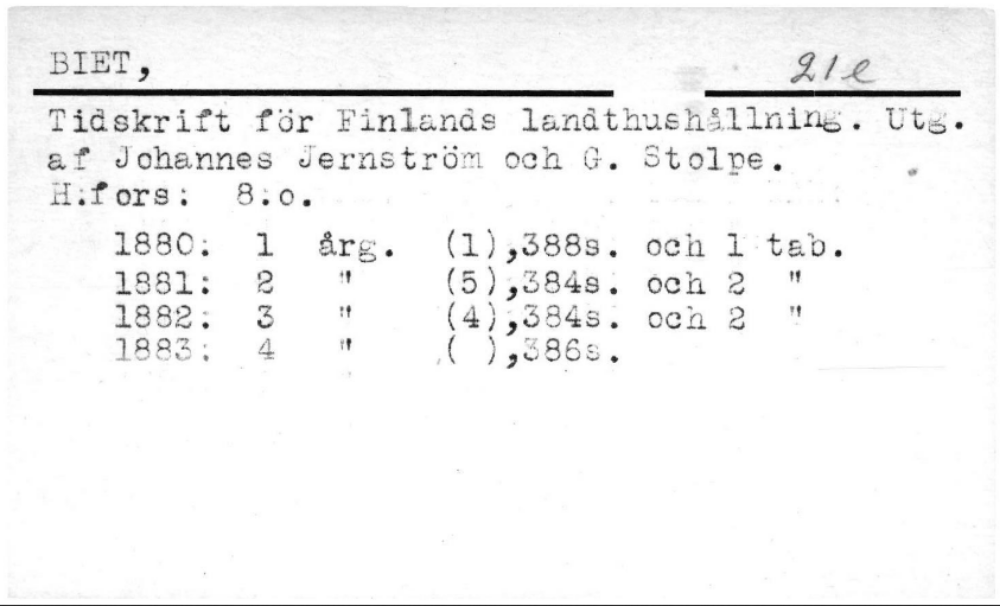 BIET, 21e
Tidskrift för Finlands landthushållning. Utg.
af Johannes Jernström och G. Stolpe.
H:fors: 8:o.
1880: 1 årg. (1),388s. och 1 tab.
1881: 2 " (5),384s. och 2 "
1882: 3 " (4),384s. och 2 "
1883: 4 " ( ),386s.